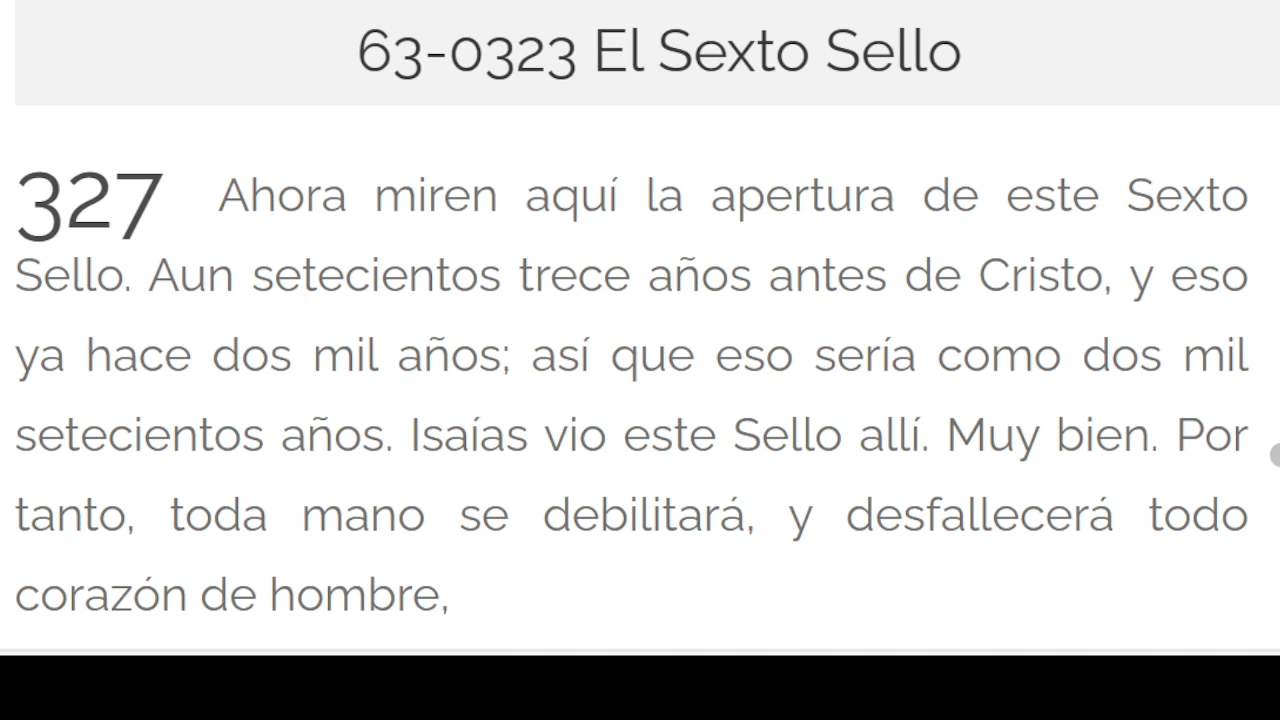 63-0323 El Sexto Sello
327 Ahora miren aquí la apertura de este Sexto
Sello. Aun setecientos trece años antes de Cristo, y eso
ya hace dos mil años; así que eso sería como dos mil
setecientos años. Isaías vio este Sello allí. Muy bien. Por
tanto, toda mano se debilitará, y desfallecerá todo
corazón de hombre,